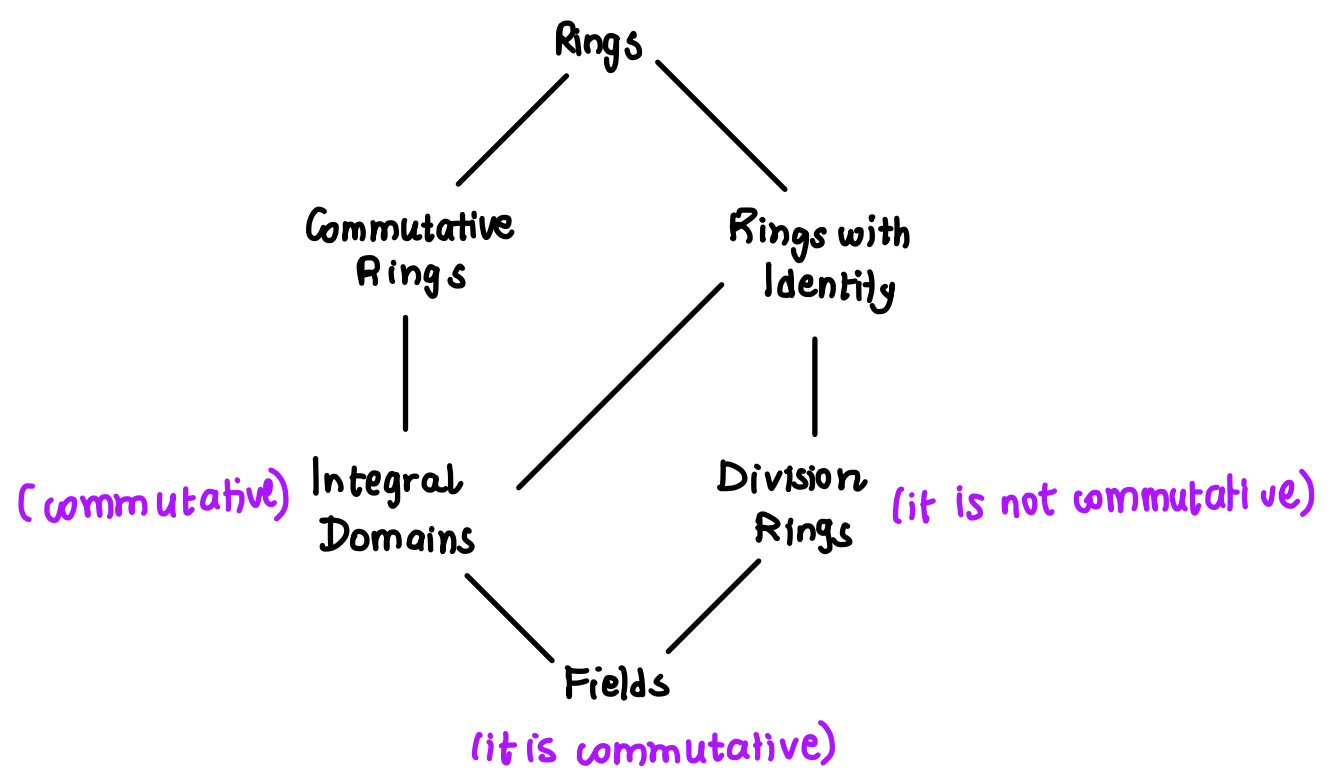 Rings
Commutative
Rings
Rings with
Identity
(commutative)
Integral
Domains
Division
Rings
(it is not commutative)
Fields
(it is commutative)